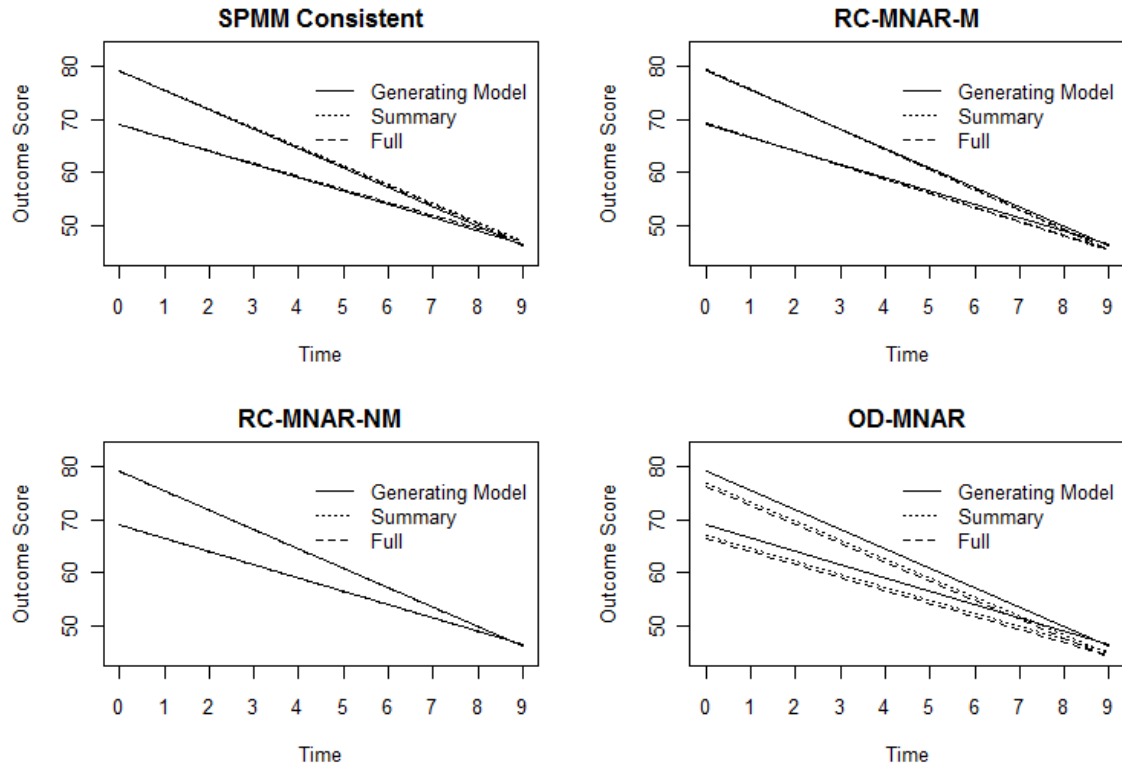 SPMM Consistent
Outcome Score
80
70
60
50
Generating Model
Summary
Full
0 1 2 3 4 5 6 7 8 9
Time
RC-MNAR-M
Outcome Score
80
70
60
50
Generating Model
Summary
Full
0 1 2 3 4 5 6 7 8 9
Time
RC-MNAR-NM
Outcome Score
80
70
60
50
Generating Model
Summary
Full
0 1 2 3 4 5 6 7 8 9
Time
OD-MNAR
Outcome Score
80
70
60
50
Generating Model
Summary
Full
0 1 2 3 4 5 6 7 8 9
Time